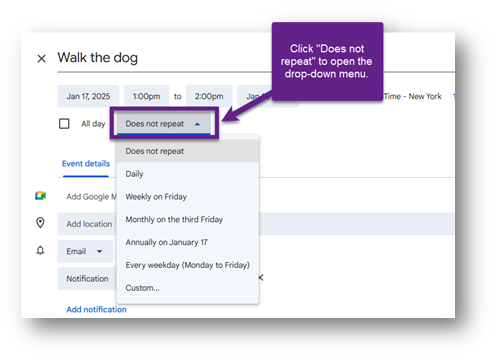 Walk the dog
Click "Does not
repeat" to open the
drop-down menu.
Jan 17, 2025 1:00pm to 2:00pm Jan Time - New York
All day Does not repeat
Does not repeat
Event details
Daily
Add Google M
Weekly on Friday
Add location
Monthly on the third Friday
Email
Annually on January 17
Every weekday (Monday to Friday)
Notification
Custom...
Add notification